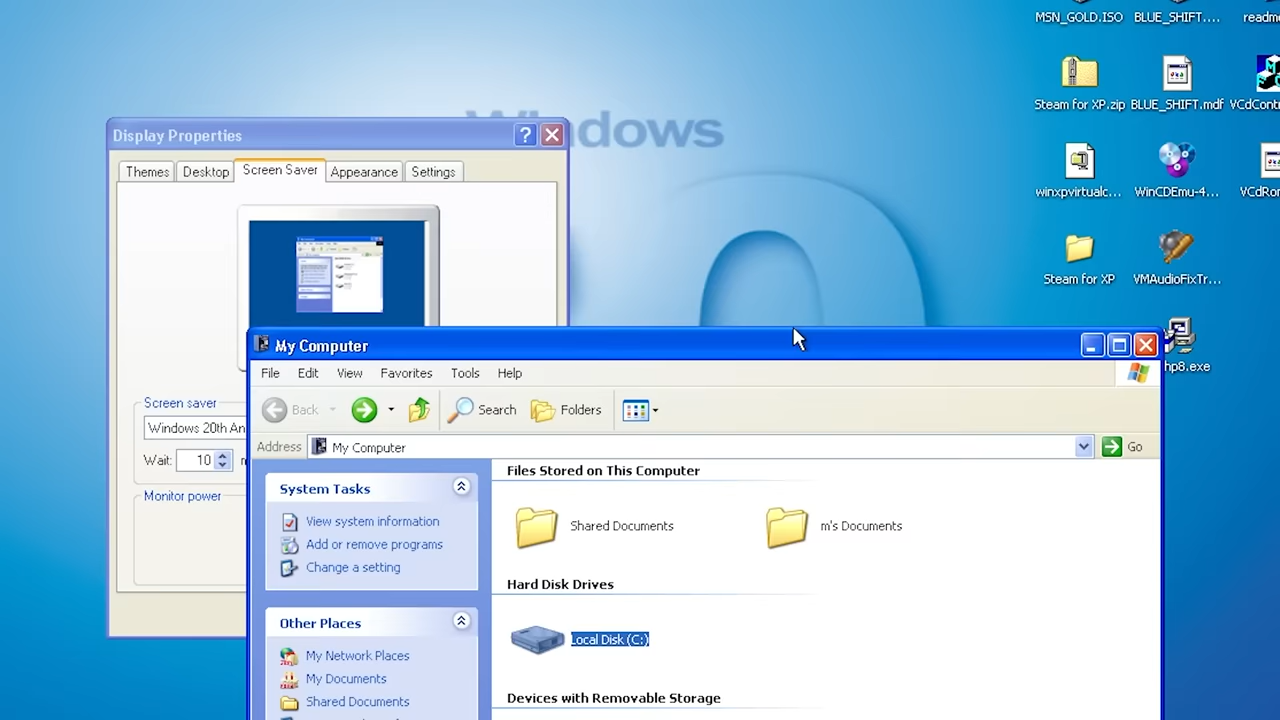 MSN_GOLD.ISO BLUE_SHIFT....
Steam for XP.zip BLUE_SHIFT.mdf
winxpvirtualc... WinCDEmu-4...
Steam for XP VMAudioFixTr...
hp8.exe
Windows
Display Properties
?
Themes Desktop Screen Saver Appearance Settings
Screen saver
Windows 20th An
Wait: 10
Monitor power
My Computer
File Edit View Favorites Tools Help
Back Search Folders
Address My Computer Go
System Tasks
View system information
Add or remove programs
Change a setting
Other Places
My Network Places
My Documents
Shared Documents
Files Stored on This Computer
Shared Documents m's Documents
Hard Disk Drives
Local Disk (C:)
Devices with Removable Storage